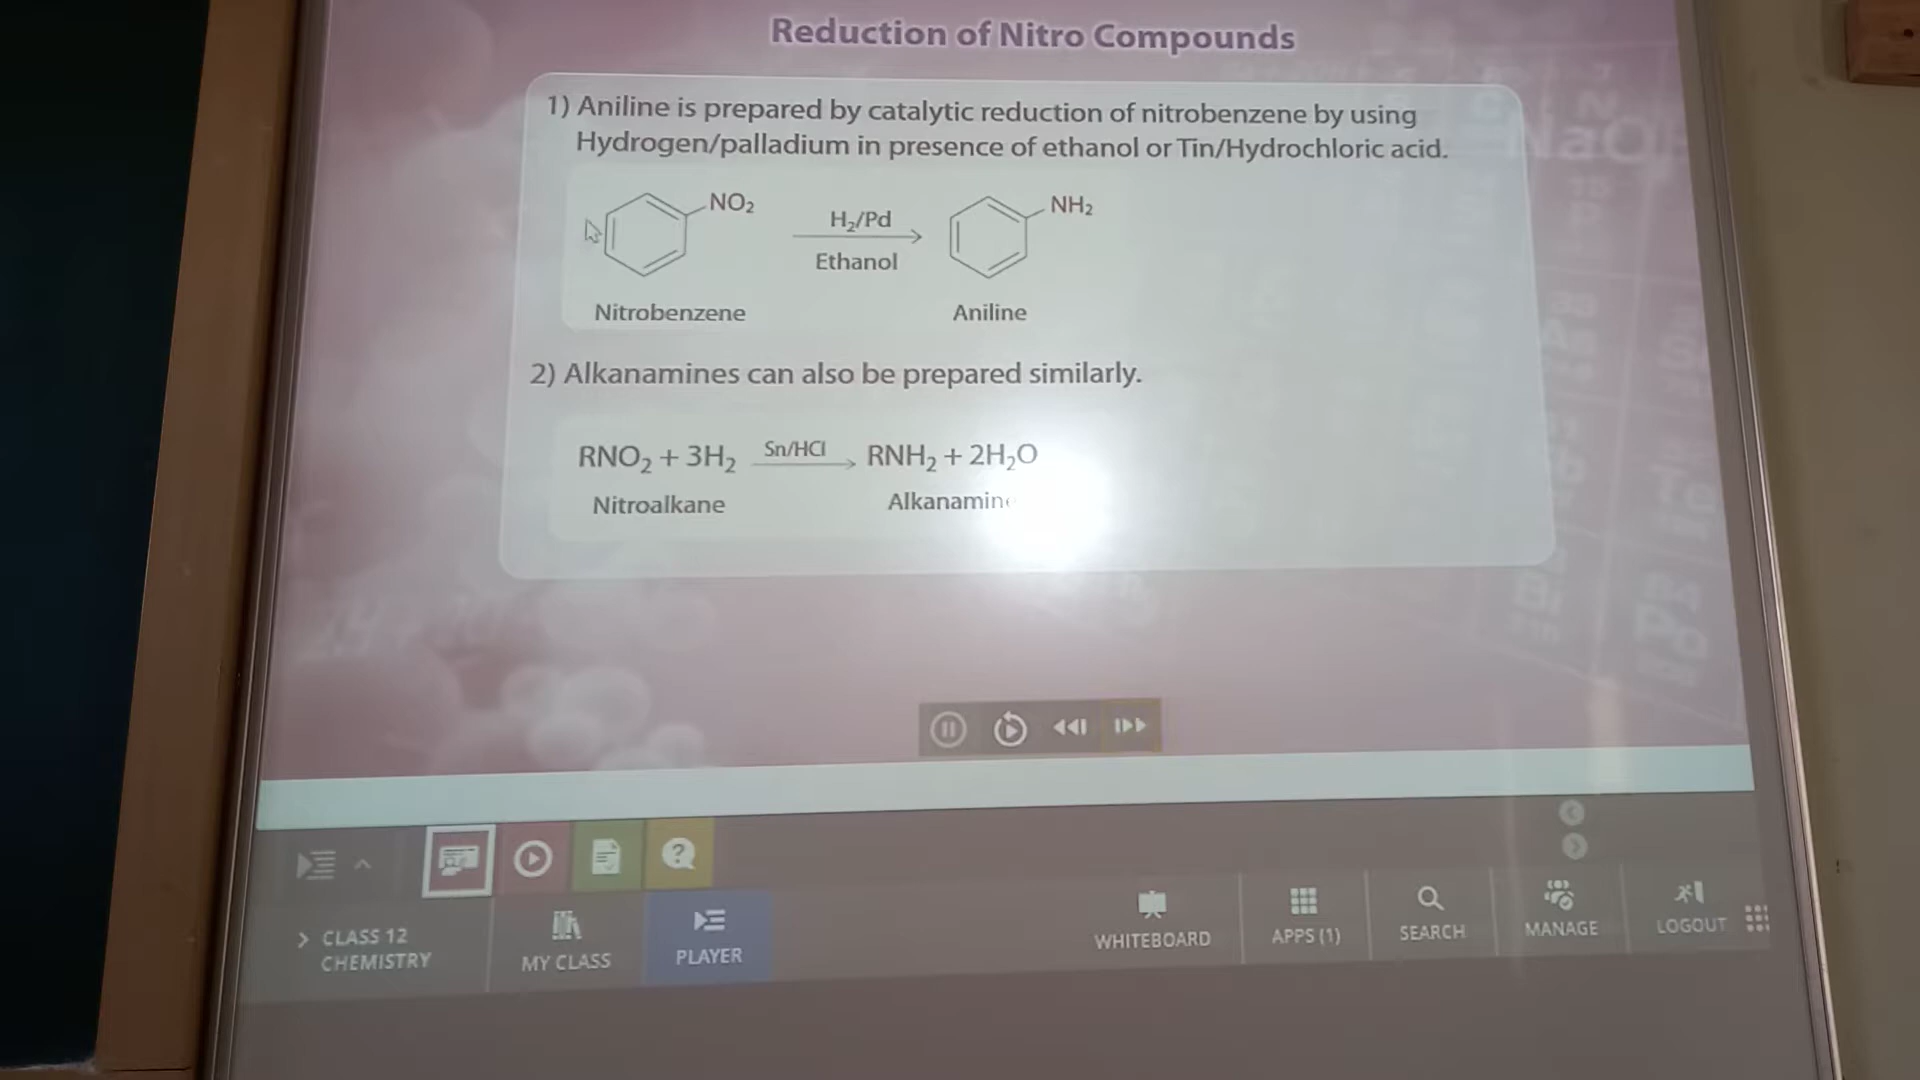 Reduction of Nitro Compounds
1) Aniline is prepared by catalytic reduction of nitrobenzene by using
Hydrogen/palladium in presence of ethanol or Tin/Hydrochloric acid.
NO₂
H₂/Pd
Ethanol
NH₂
Nitrobenzene
Aniline
2) Alkanamines can also be prepared similarly.
RNO₂ + 3H₂ Sn/HCl RNH₂ + 2H₂O
Nitroalkane
Alkanamine
CLASS 12
CHEMISTRY
MY CLASS
PLAYER
WHITEBOARD
APPS (1)
SEARCH
MANAGE
LOGOUT